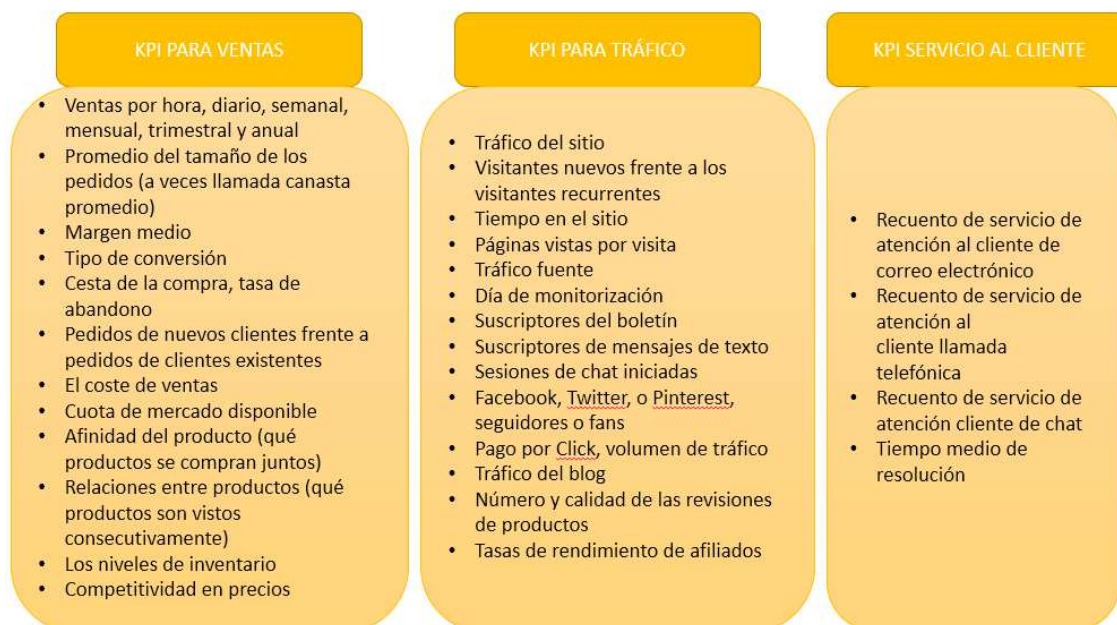 KPI PARA VENTAS
• Ventas por hora, diario, semanal,
mensual, trimestral y anual
• Promedio del tamaño de los
pedidos (a veces llamada canasta
promedio)
• Margen medio
• Tipo de conversión
• Cesta de la compra, tasa de
abandono
• Pedidos de nuevos clientes frente a
pedidos de clientes existentes
• El coste de ventas
• Cuota de mercado disponible
• Afinidad del producto (qué
productos se compran juntos)
• Relaciones entre productos (qué
productos son vistos
consecutivamente)
• Los niveles de inventario
• Competitividad en precios
KPI PARA TRÁFICO
• Tráfico del sitio
• Visitantes nuevos frente a los
visitantes recurrentes
• Tiempo en el sitio
• Páginas vistas por visita
• Tráfico fuente
• Día de monitorización
• Suscriptores del boletín
• Suscriptores de mensajes de texto
• Sesiones de chat iniciadas
• Facebook, Twitter, o Pinterest,
seguidores o fans
• Pago por Click, volumen de tráfico
• Tráfico del blog
• Número y calidad de las revisiones
de productos
• Tasas de rendimiento de afiliados
KPI SERVICIO AL CLIENTE
• Recuento de servicio de
atención al cliente de
correo electrónico
• Recuento de servicio de
atención al
cliente llamada
telefónica
• Recuento de servicio de
atención cliente de chat
• Tiempo medio de
resolución